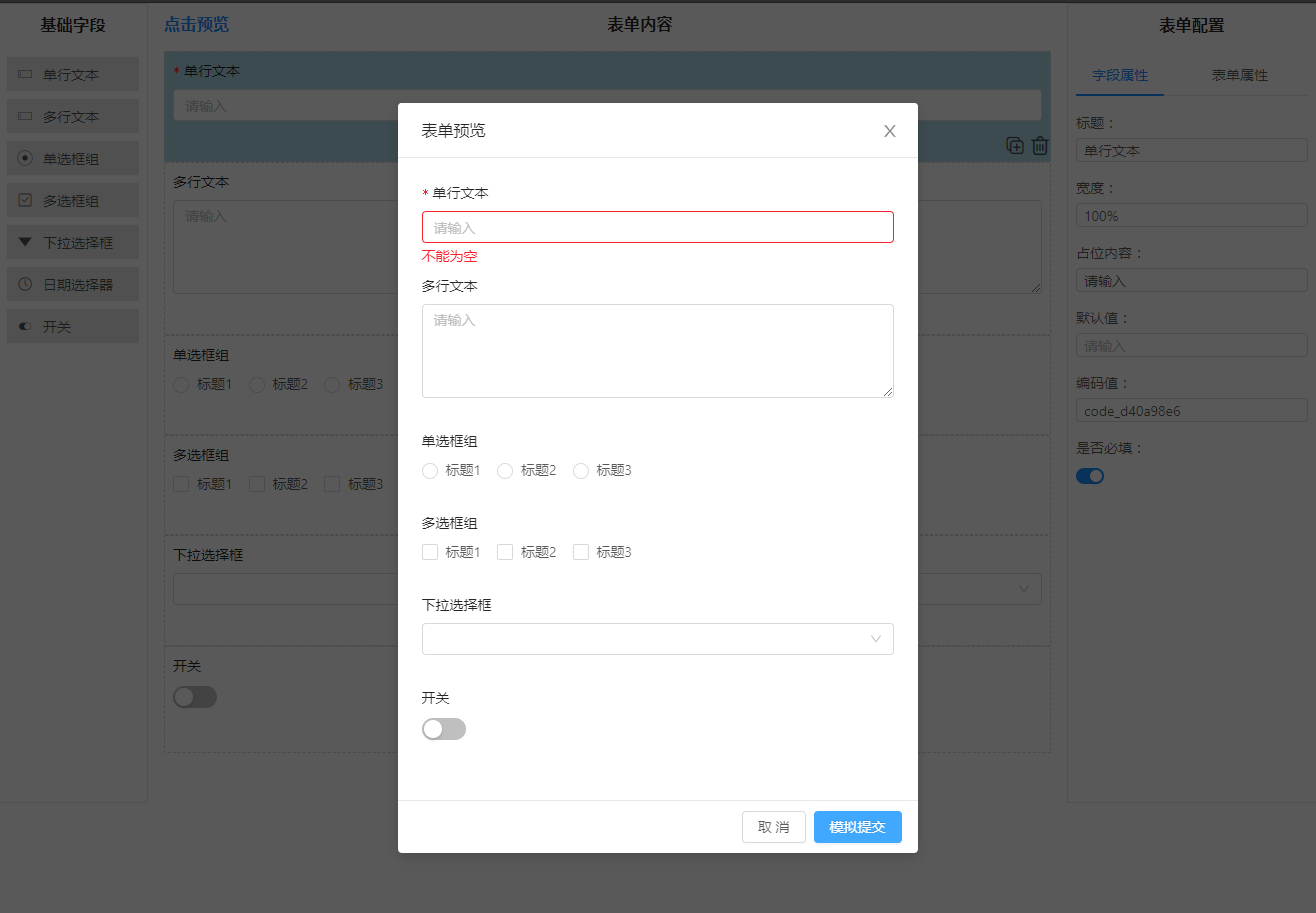 基础字段
单行文本
多行文本
单选框组
多选框组
下拉选择框
日期选择器
开关
点击预览
表单内容
* 单行文本
请输入
多行文本
请输入
单选框组
标题1 标题2 标题3
多选框组
标题1 标题2 标题3
下拉选择框
开关
表单预览
* 单行文本
请输入
不能为空
多行文本
请输入
单选框组
标题1 标题2 标题3
多选框组
标题1 标题2 标题3
下拉选择框
开关
取 消 模拟提交
表单配置
字段属性 表单属性
标题：
单行文本
宽度：
100%
占位内容：
请输入
默认值：
请输入
编码值：
code_d40a98e6
是否必填：